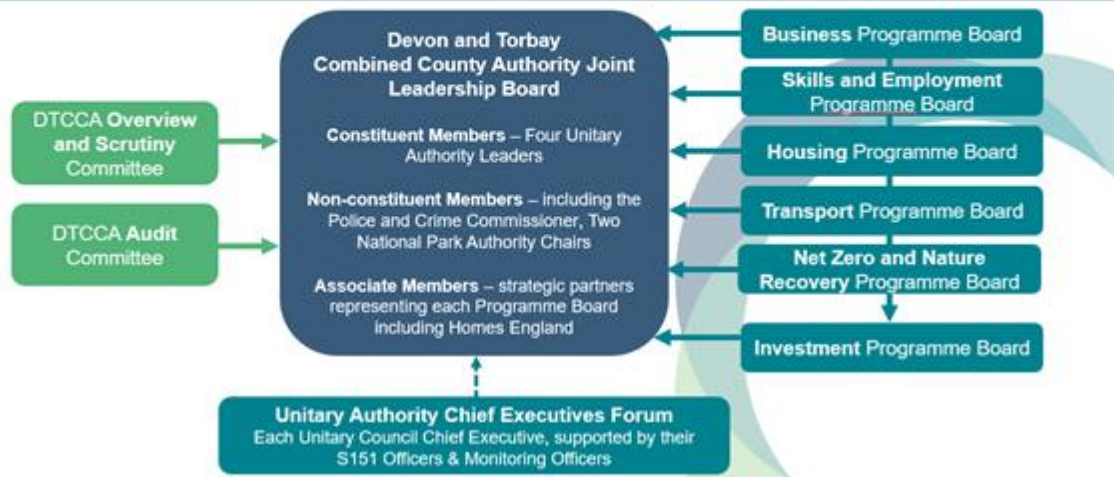 Devon and Torbay
Combined County Authority Joint
Leadership Board
Constituent Members – Four Unitary
Authority Leaders
Non-constituent Members – including the
Police and Crime Commissioner, Two
National Park Authority Chairs
Associate Members – strategic partners
representing each Programme Board
including Homes England
DTCCA Overview
and Scrutiny
Committee
DTCCA Audit
Committee
Business Programme Board
Skills and Employment
Programme Board
Housing Programme Board
Transport Programme Board
Net Zero and Nature
Recovery Programme Board
Investment Programme Board
Unitary Authority Chief Executives Forum
Each Unitary Council Chief Executive, supported by their
S151 Officers & Monitoring Officers